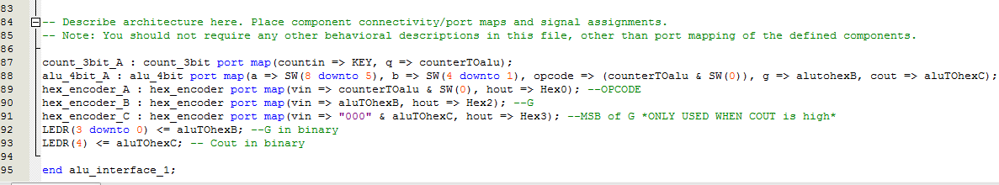 83
84 -- Describe architecture here. Place component connectivity/port maps and signal assignments.
85 -- Note: You should not require any other behavioral descriptions in this file, other than port mapping of the defined components.
86
87 count_3bit_A : count_3bit port map(countin => KEY, q => counterTOalu);
88 alu_4bit_A : alu_4bit port map(a => SW(8 downto 5), b => SW(4 downto 1), opcode => (counterTOalu & SW(0)), g => alutohexB, cout => aluTOhexC);
89 hex_encoder_A : hex_encoder port map(vin => counterTOalu & SW(0), hout => Hex0); --OPCODE
90 hex_encoder_B : hex_encoder port map(vin => aluTOhexB, hout => Hex2); --G
91 hex_encoder_C : hex_encoder port map(vin => "000" & aluTOhexC, hout => Hex3); --MSB of G *ONLY USED WHEN COUT is high*
92 LEDR(3 downto 0) <= aluTOhexB; --G in binary
93 LEDR(4) <= aluTOhexC; -- Cout in binary
94
95 end alu_interface_1;